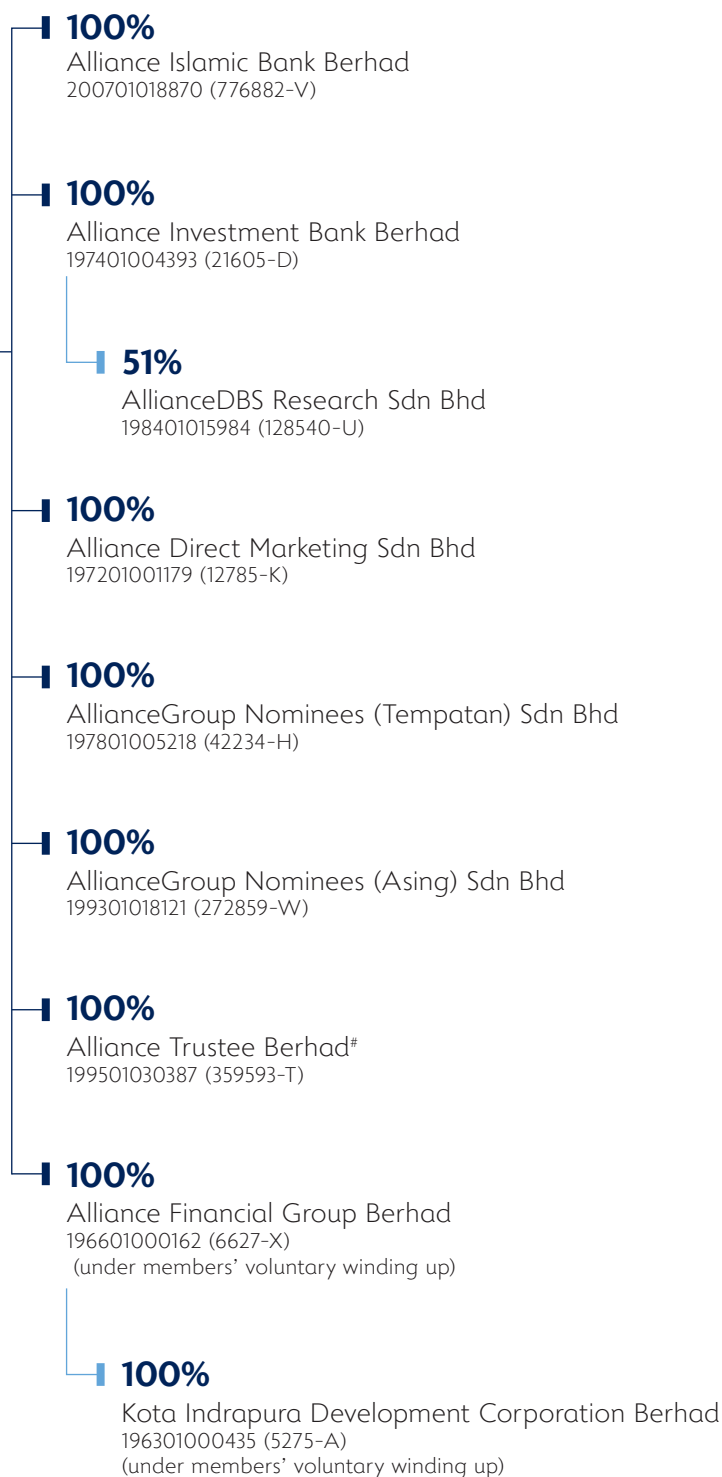 100%
Alliance Islamic Bank Berhad
200701018870 (776882-V)
100%
Alliance Investment Bank Berhad
197401004393 (21605-D)
51%
AllianceDBS Research Sdn Bhd
198401015984 (128540-U)
100%
Alliance Direct Marketing Sdn Bhd
197201001179 (12785-K)
100%
AllianceGroup Nominees (Tempatan) Sdn Bhd
197801005218 (42234-H)
100%
AllianceGroup Nominees (Asing) Sdn Bhd
199301018121 (272859-W)
100%
Alliance Trustee Berhad#
199501030387 (359593-T)
100%
Alliance Financial Group Berhad
196601000162 (6627-X)
(under members’ voluntary winding up)
100%
Kota Indrapura Development Corporation Berhad
196301000435 (5275-A)
(under members’ voluntary winding up)